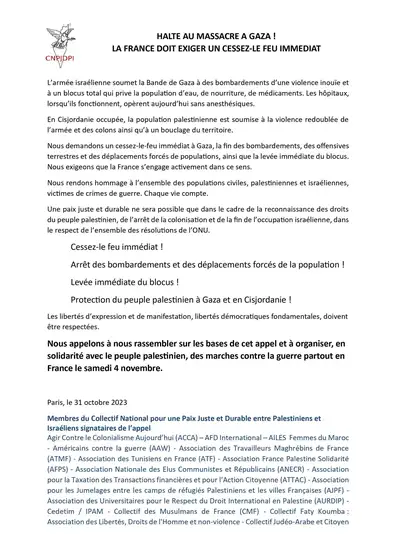 CNPJDPI
HALTE AU MASSACRE A GAZA !
LA FRANCE DOIT EXIGER UN CESSEZ-LE FEU IMMEDIAT
L'armée israélienne soumet la Bande de Gaza à des bombardements d'une violence inouïe et
à un blocus total qui prive la population d'eau, de nourriture, de médicaments. Les hôpitaux,
lorsqu'ils fonctionnent, opèrent aujourd'hui sans anesthésiques.
En Cisjordanie occupée, la population palestinienne est soumise à la violence redoublée de
l'armée et des colons ainsi qu'à un bouclage du territoire.
Nous demandons un cessez-le-feu immédiat à Gaza, la fin des bombardements, des offensives
terrestres et des déplacements forcés de populations, ainsi que la levée immédiate du blocus.
Nous exigeons que la France s'engage activement dans ce sens.
Nous rendons hommage à l'ensemble des populations civiles, palestiniennes et israéliennes,
victimes de crimes de guerre. Chaque vie compte.
Une paix juste et durable ne sera possible que dans le cadre de la reconnaissance des droits
du peuple palestinien, de l'arrêt de la colonisation et de la fin de l'occupation israélienne, dans
le respect de l'ensemble des résolutions de l'ONU.
Cessez-le feu immédiat !
Arrêt des bombardements et des déplacements forcés de la population !
Levée immédiate du blocus !
Protection du peuple palestinien à Gaza et en Cisjordanie !
Les libertés d'expression et de manifestation, libertés démocratiques fondamentales, doivent
être respectées.
Nous appelons à nous rassembler sur les bases de cet appel et à organiser, en
solidarité avec le peuple palestinien, des marches contre la guerre partout en
France le samedi 4 novembre.
Paris, le 31 octobre 2023
Membres du Collectif National pour une Paix Juste et Durable entre Palestiniens et
Israéliens signataires de l'appel
Agir Contre le Colonialisme Aujourd'hui (ACCA) – AFD International – AILES Femmes du Maroc
- Américains contre la guerre (AAW) - Association des Travailleurs Maghrébins de France
(ATMF) - Association des Tunisiens en France (ATF) - Association France Palestine Solidarité
(AFPS) - Association Nationale des Elus Communistes et Républicains (ANECR) - Association
pour la Taxation des Transactions financières et pour l'Action Citoyenne (ATTAC) - Association
pour les Jumelages entre les camps de réfugiés Palestiniens et les villes Françaises (AJPF) -
Association des Universitaires pour le Respect du Droit International en Palestine (AURDIP) -
Cedetim / IPAM - Collectif des Musulmans de France (CMF) - Collectif Faty Koumba :
Association des Libertés, Droits de l'Homme et non-violence - Collectif Judéo-Arabe et Citoyen